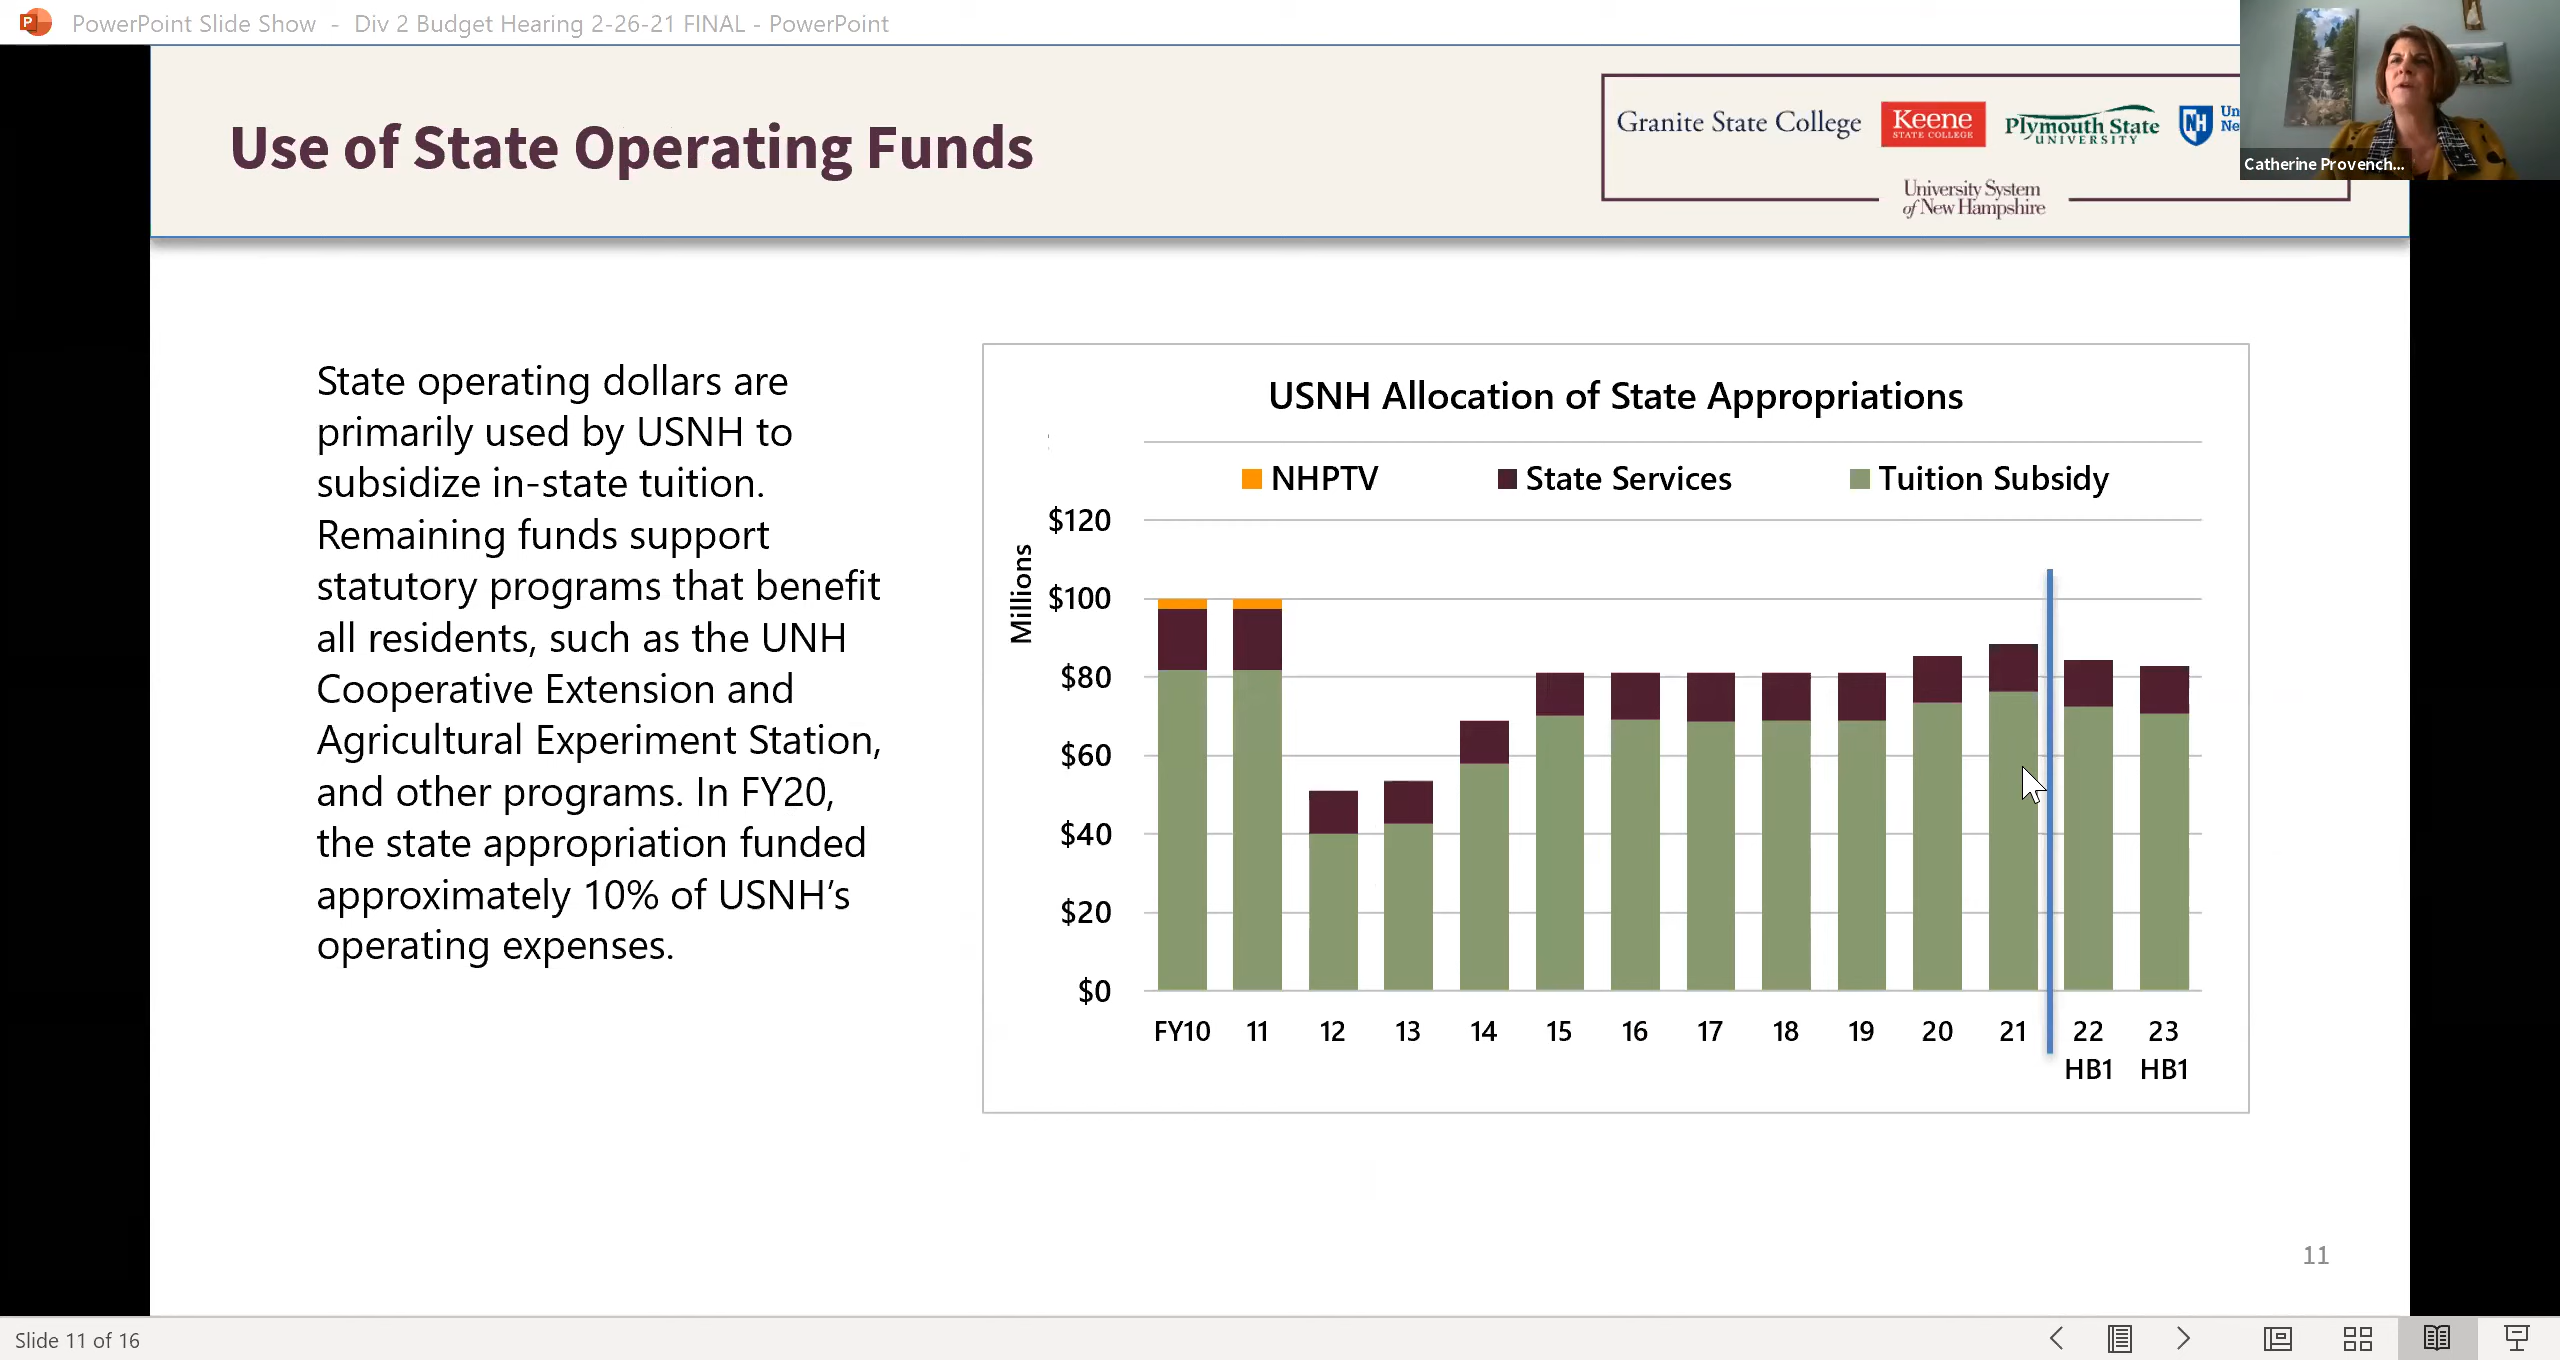 PowerPoint Slide Show - Div 2 Budget Hearing 2-26-21 FINAL - PowerPoint
Use of State Operating Funds
Granite State College
Keene
STATE COLLEGE
Plymouth State
UNIVERSITY
NH
Un
Ne
University System
of New Hampshire
Catherine Provench...
State operating dollars are
primarily used by USNH to
subsidize in-state tuition.
Remaining funds support
statutory programs that benefit
all residents, such as the UNH
Cooperative Extension and
Agricultural Experiment Station,
and other programs. In FY20,
the state appropriation funded
approximately 10% of USNH’s
operating expenses.
USNH Allocation of State Appropriations
NHPTV State Services Tuition Subsidy
Millions
$120
$100
$80
$60
$40
$20
$0
FY10 11 12 13 14 15 16 17 18 19 20 21 22 23
HB1 HB1
11
Slide 11 of 16